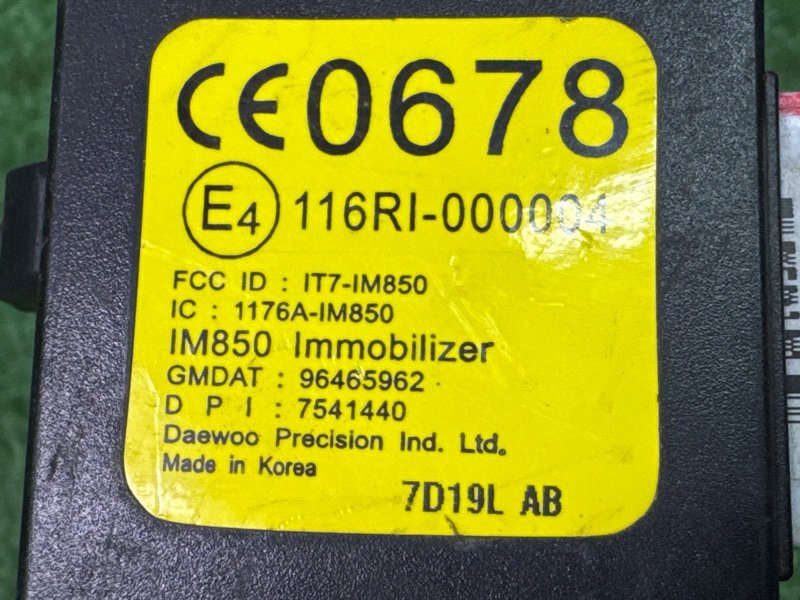 CE0678
E4 116RI-000004
FCC ID : IT7-IM850
IC : 1176A-IM850
IM850 Immobilizer
GMDAT : 96465962
D P I : 7541440
Daewoo Precision Ind. Ltd.
Made in Korea
7D19L AB